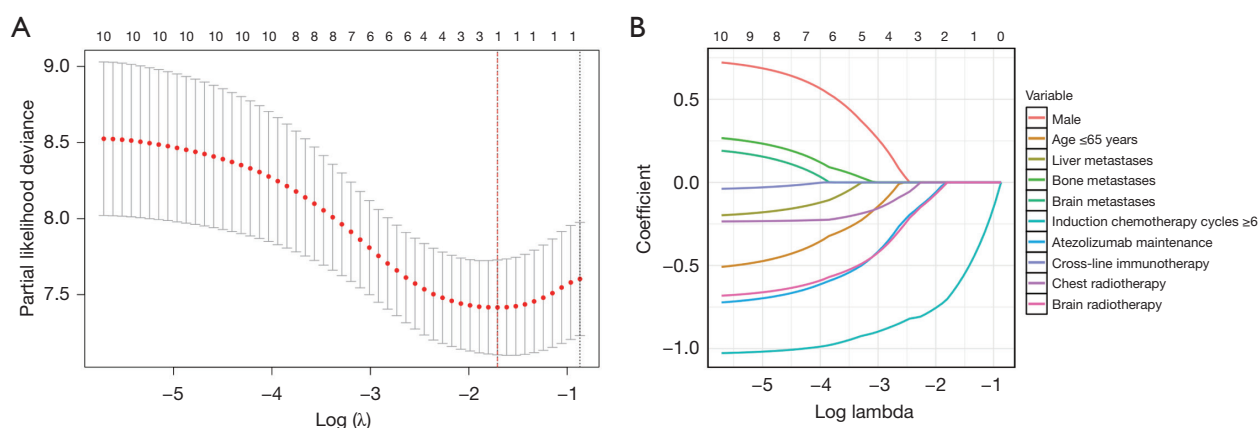 A
10 10 10 10 10 10 10 10 8 8 8 7 6 6 6 4 4 3 3 1 1 1 1 1
9.0
8.5
8.0
7.5
Partial likelihood deviance
−5 −4 −3 −2 −1
Log (λ)
B
10 9 8 7 6 5 4 3 2 1 0
0.5
0.0
−0.5
−1.0
Coefficient
−5 −4 −3 −2 −1
Log lambda
Variable
Male
Age ≤65 years
Liver metastases
Bone metastases
Brain metastases
Induction chemotherapy cycles ≥6
Atezolizumab maintenance
Cross-line immunotherapy
Chest radiotherapy
Brain radiotherapy